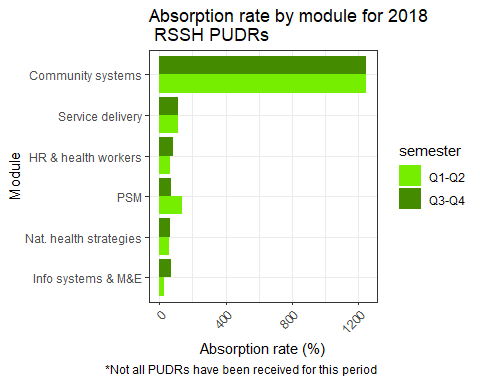 Absorption rate by module for 2018
RSSH PUDRs
Module
Community systems
Service delivery
HR & health workers
PSM
Nat. health strategies
Info systems & M&E
0
400
800
1200
Absorption rate (%)
semester
Q1-Q2
Q3-Q4
*Not all PUDRs have been received for this period